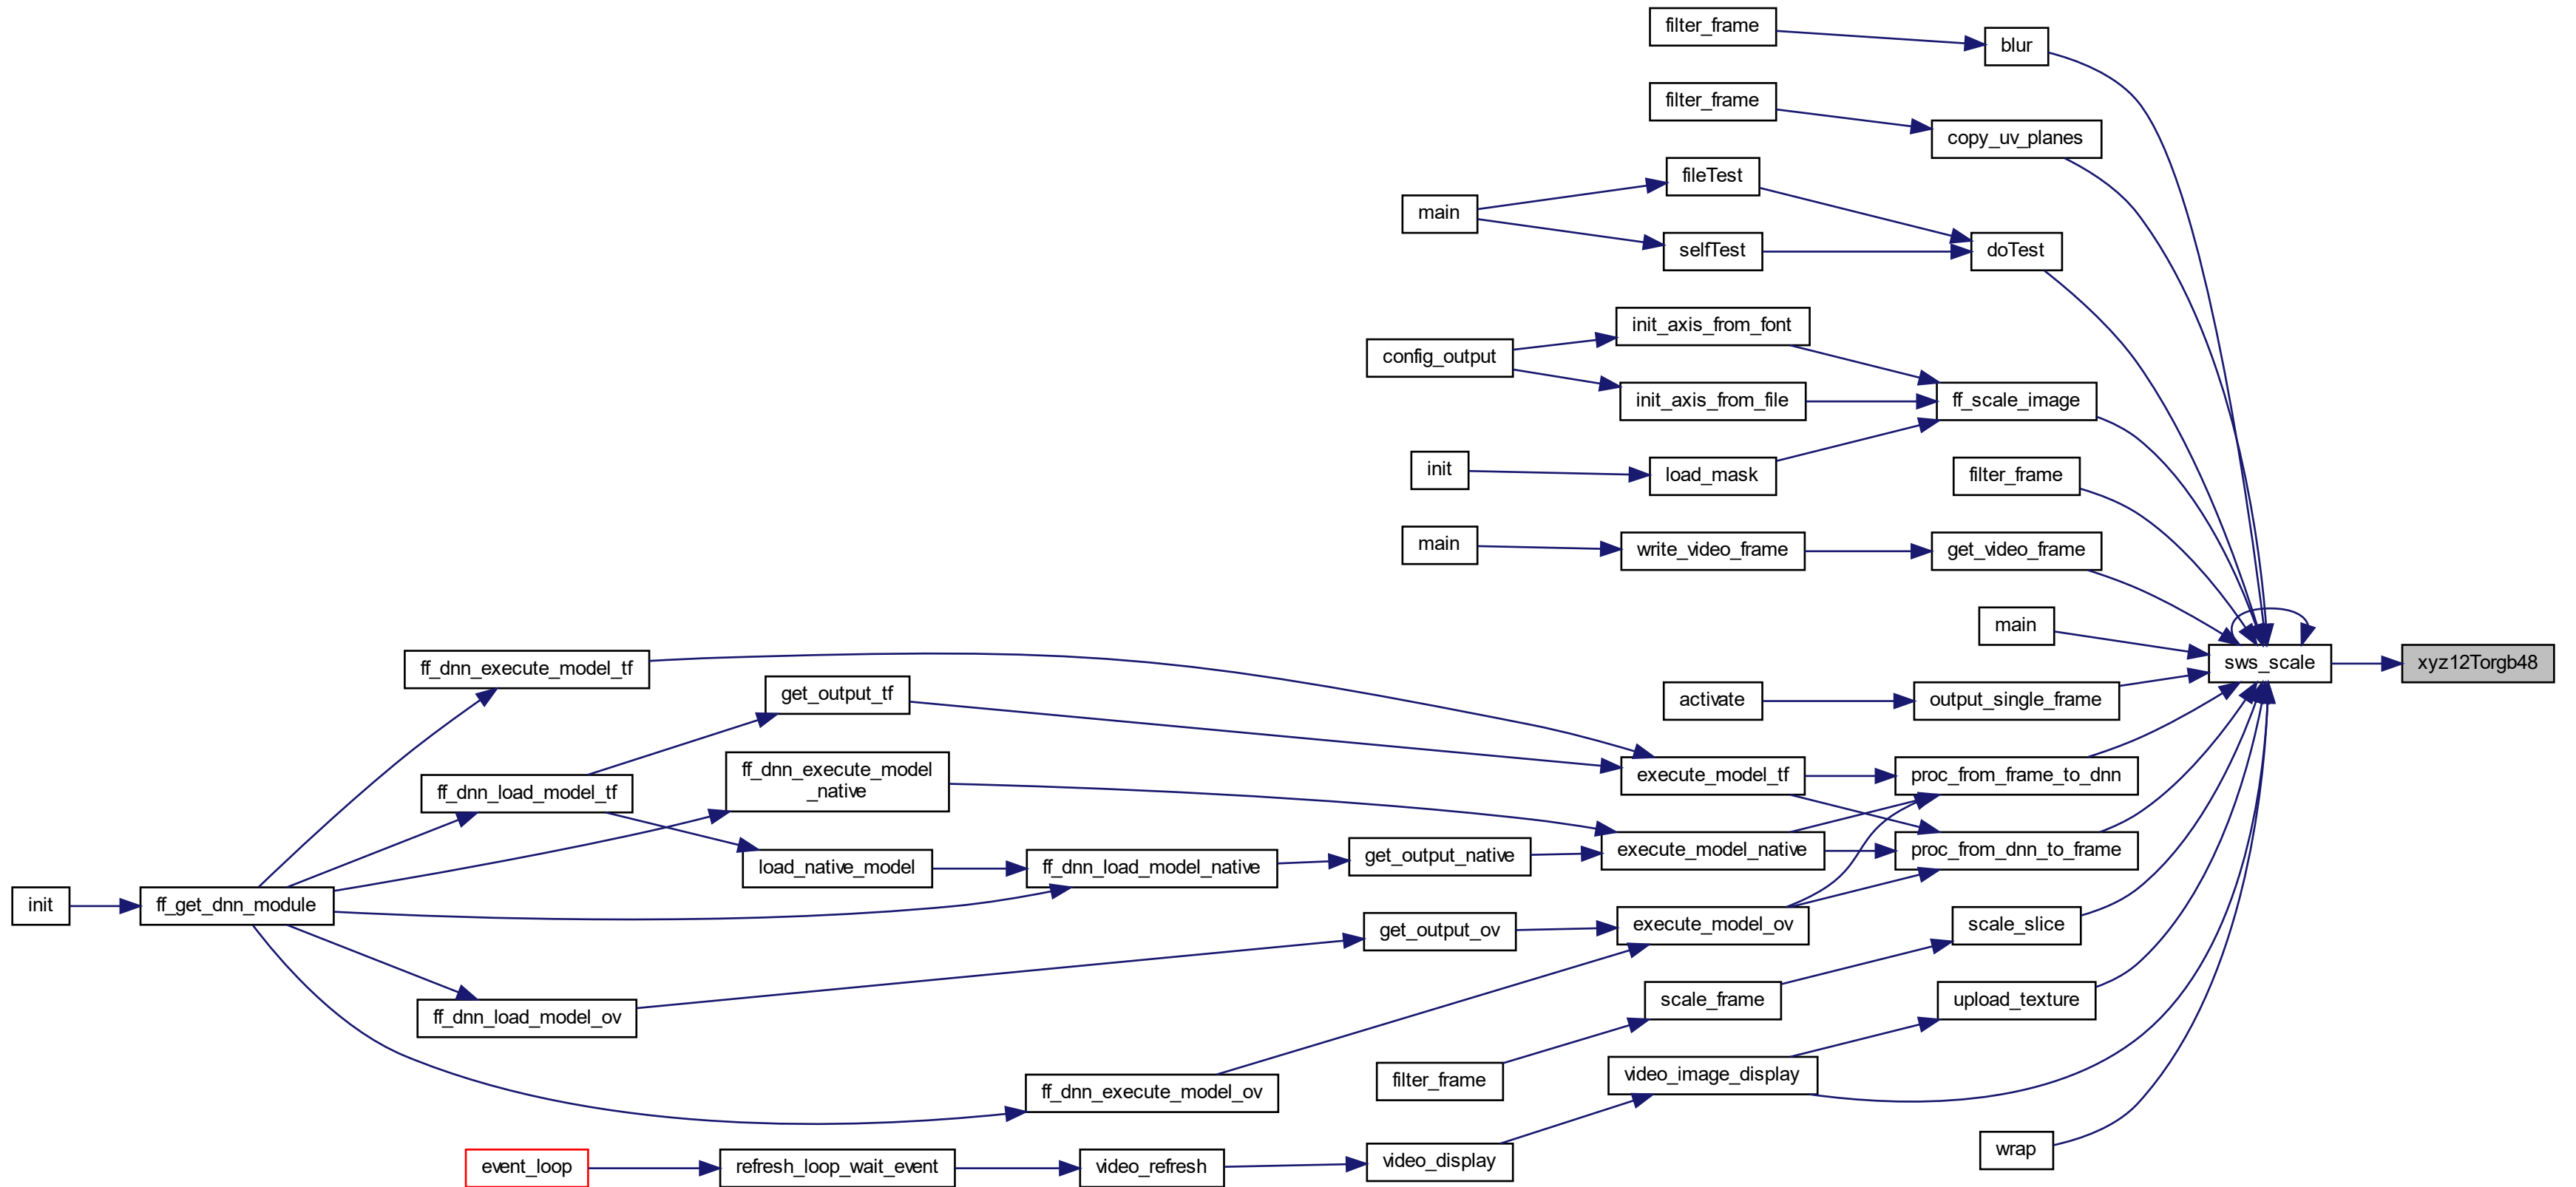 filter_frame
blur
filter_frame
copy_uv_planes
fileTest
main
selfTest
doTest
init_axis_from_font
config_output
init_axis_from_file
ff_scale_image
init
load_mask
filter_frame
main
write_video_frame
get_video_frame
main
sws_scale
xyz12Torgb48
ff_dnn_execute_model_tf
get_output_tf
activate
output_single_frame
ff_dnn_execute_model
_native
ff_dnn_load_model_tf
execute_model_tf
proc_from_frame_to_dnn
load_native_model
ff_dnn_load_model_native
get_output_native
execute_model_native
proc_from_dnn_to_frame
init
ff_get_dnn_module
get_output_ov
execute_model_ov
scale_slice
ff_dnn_load_model_ov
scale_frame
upload_texture
ff_dnn_execute_model_ov
filter_frame
video_image_display
event_loop
refresh_loop_wait_event
video_refresh
video_display
wrap